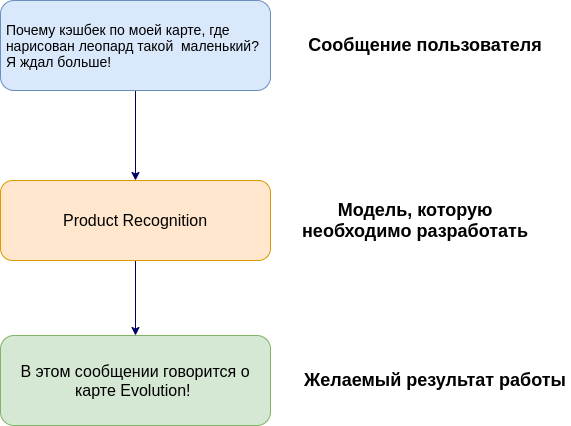 Почему кэшбек по моей карте, где
нарисован леопард такой  маленький?
Я ждал больше!
Сообщение пользователя
Product Recognition
Модель, которую
необходимо разработать
В этом сообщении говорится о
карте Evolution!
Желаемый результат работы